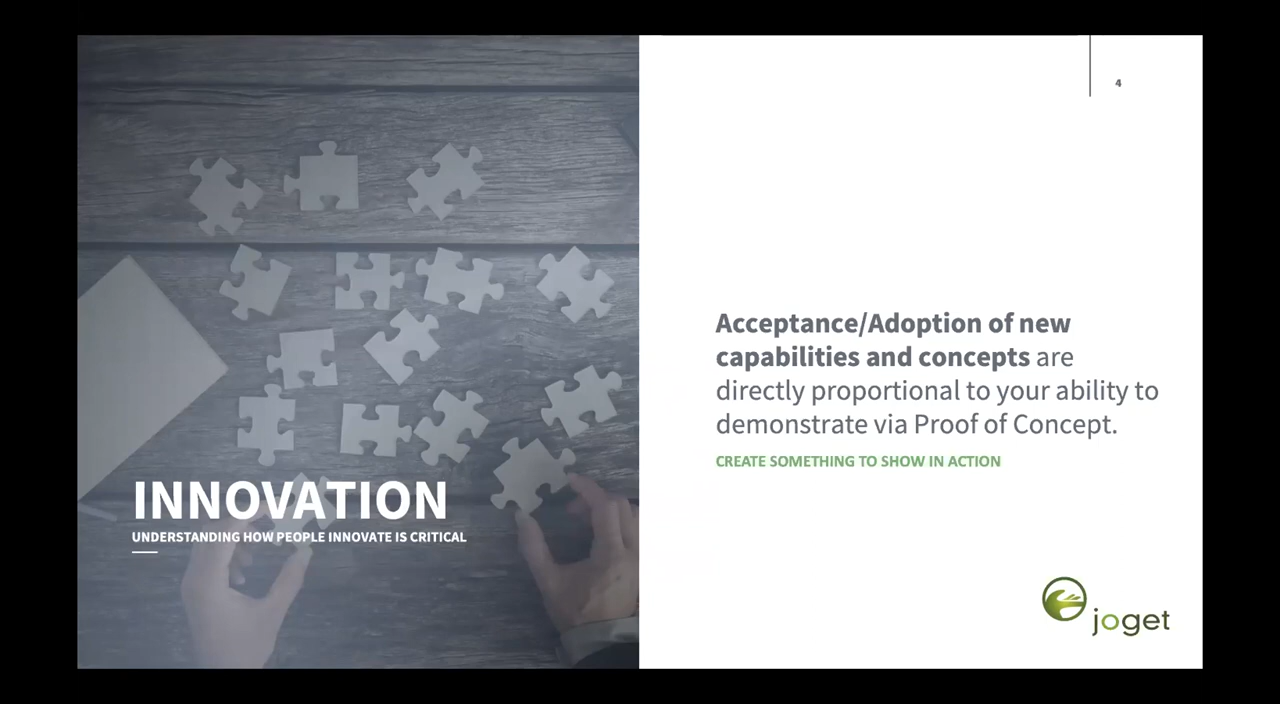 INNOVATION
UNDERSTANDING HOW PEOPLE INNOVATE IS CRITICAL
4
Acceptance/Adoption of new
capabilities and concepts are
directly proportional to your ability to
demonstrate via Proof of Concept.
CREATE SOMETHING TO SHOW IN ACTION
joget